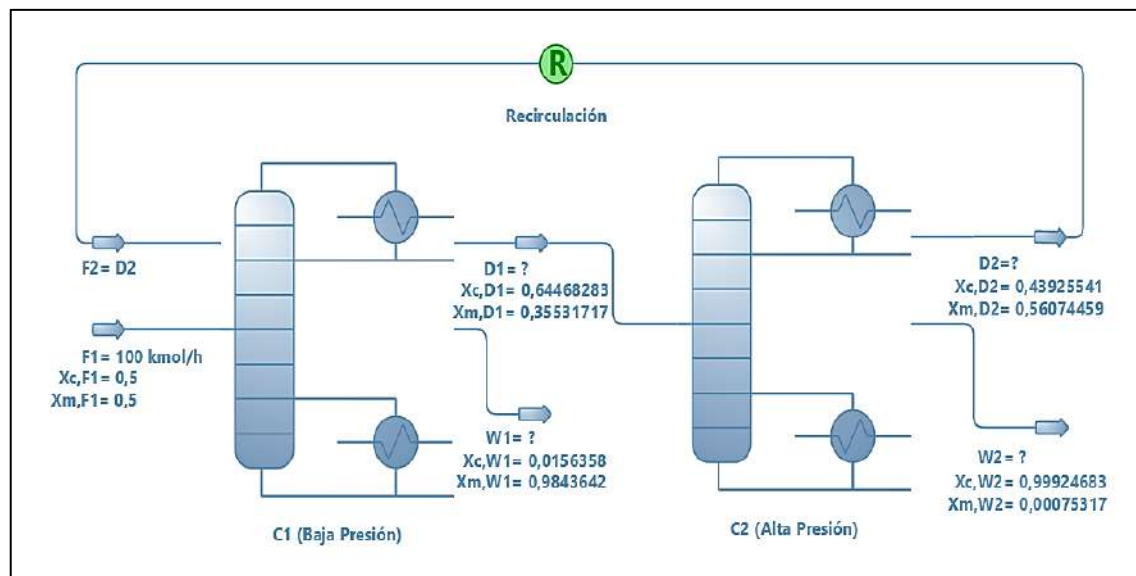 R
Recirculación
F2= D2
F1= 100 kmol/h
Xc,F1= 0,5
Xm,F1= 0,5
D1= ?
Xc,D1= 0,64468283
Xm,D1= 0,35531717
W1= ?
Xc,W1= 0,0156358
Xm,W1= 0,9843642
C1 (Baja Presión)
D2=?
Xc,D2= 0,43925541
Xm,D2= 0,56074459
W2= ?
Xc,W2= 0,99924683
Xm,W2= 0,00075317
C2 (Alta Presión)